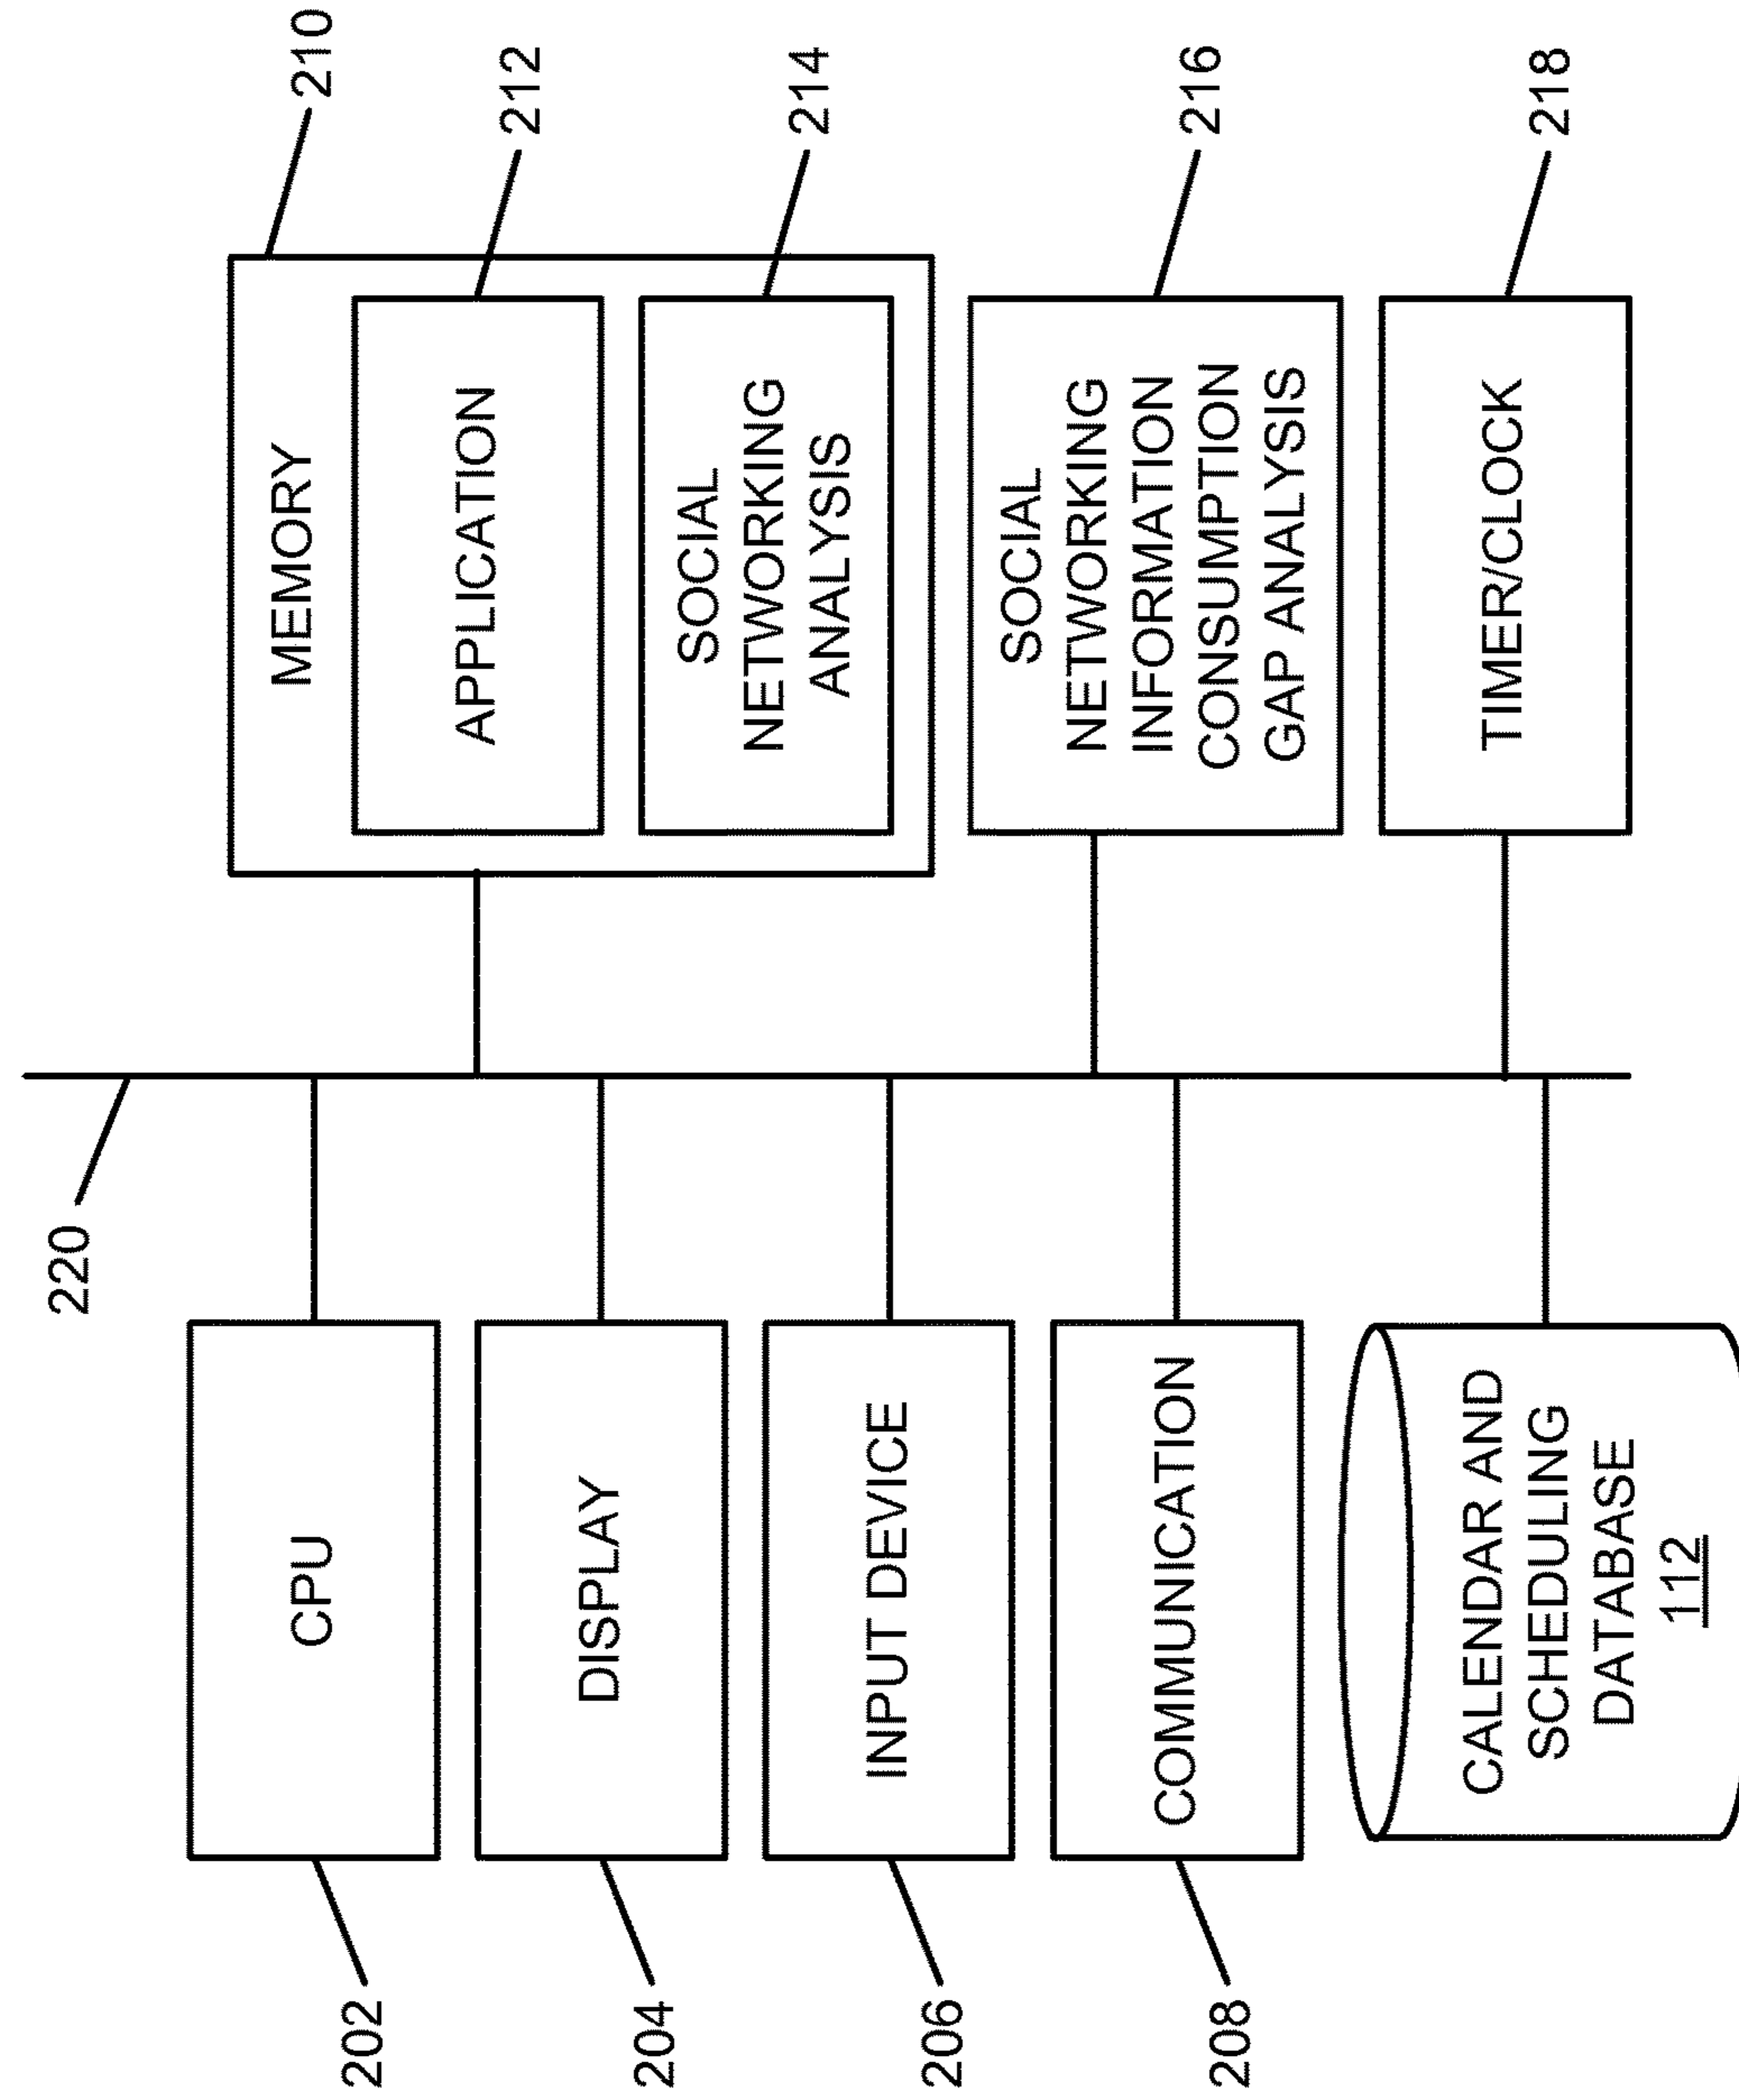 220
210
202
CPU
MEMORY
APPLICATION
212
204
DISPLAY
SOCIAL
NETWORKING
ANALYSIS
214
206
INPUT DEVICE
208
COMMUNICATION
SOCIAL
NETWORKING
INFORMATION
CONSUMPTION
GAP ANALYSIS
216
CALENDAR AND
SCHEDULING
DATABASE
112
TIMER/CLOCK
218